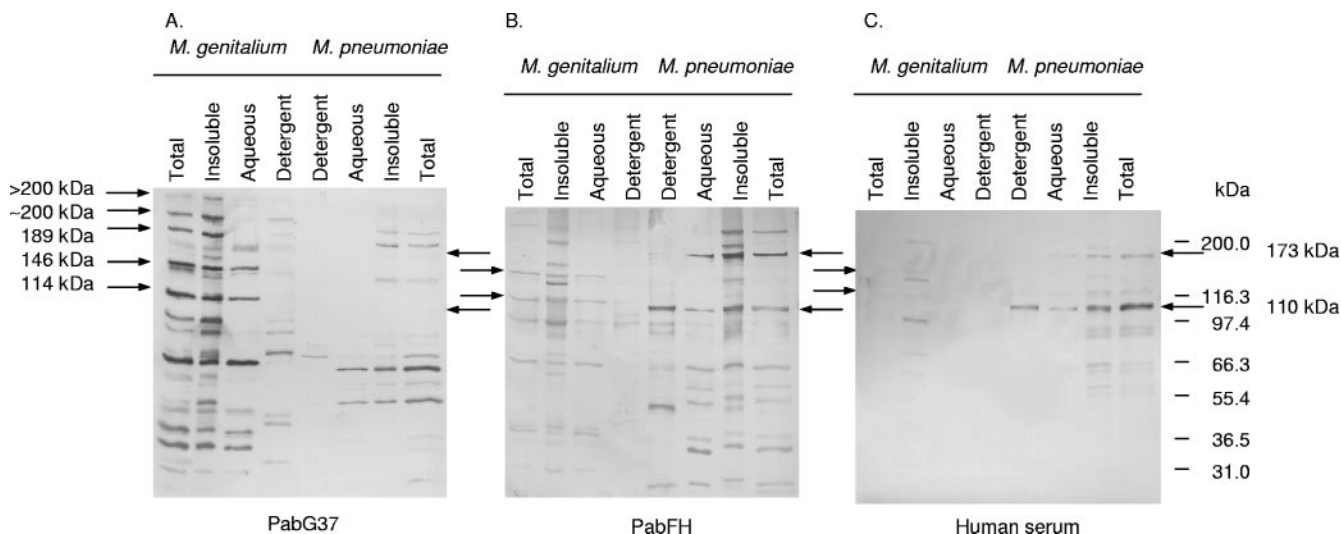 A.
M. genitalium M. pneumoniae
Total Insoluble Aqueous Detergent Detergent Aqueous Insoluble Total
>200 kDa
~200 kDa
189 kDa
146 kDa
114 kDa
PabG37
B.
M. genitalium M. pneumoniae
Total Insoluble Aqueous Detergent Detergent Aqueous Insoluble Total
PabFH
C.
M. genitalium M. pneumoniae
Total Insoluble Aqueous Detergent Detergent Aqueous Insoluble Total
Human serum
kDa
200.0
116.3
97.4
66.3
55.4
36.5
31.0
173 kDa
110 kDa